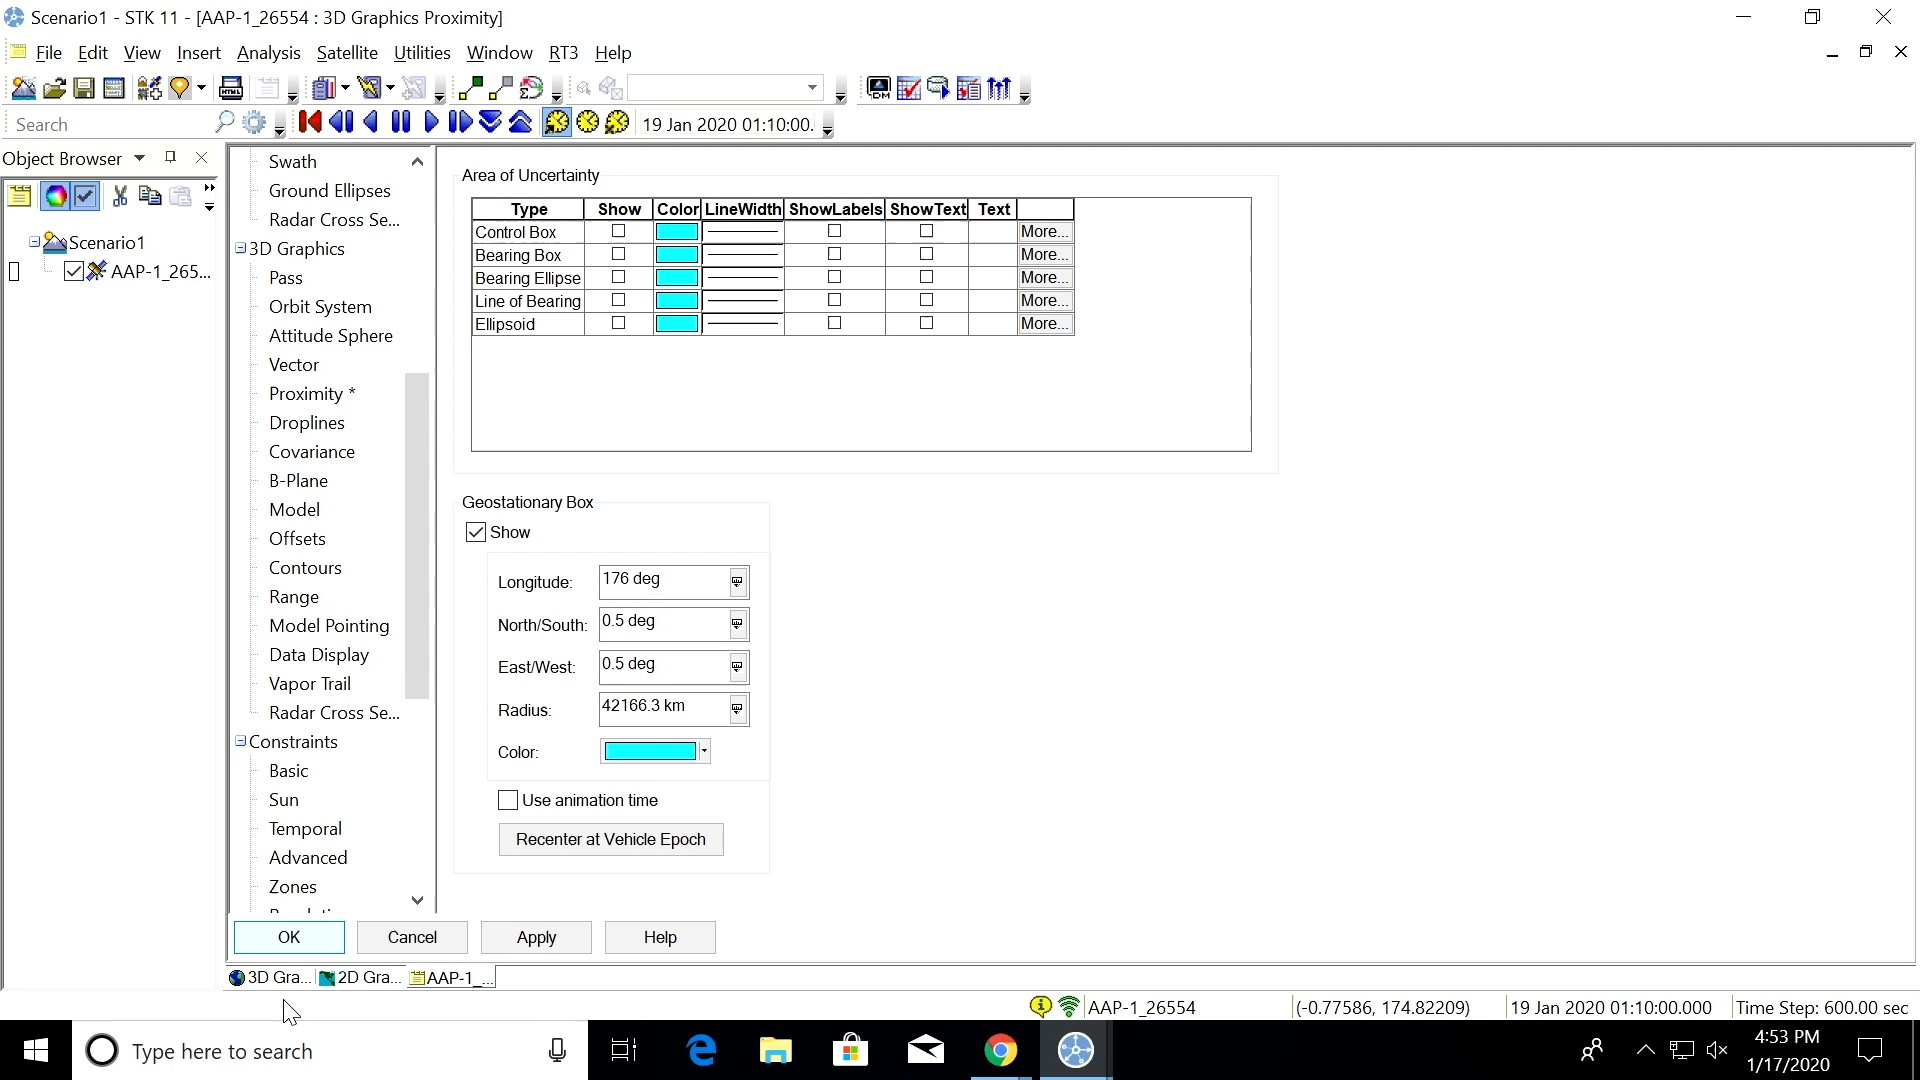 Scenario1 - STK 11 - [AAP-1_26554 : 3D Graphics Proximity]
File Edit View Insert Analysis Satellite Utilities Window RT3 Help
HTML
DM
Search
19 Jan 2020 01:10:00.
Object Browser
Scenario1
AAP-1_265...
Swath
Ground Ellipses
Radar Cross Se...
3D Graphics
Pass
Orbit System
Attitude Sphere
Vector
Proximity *
Droplines
Covariance
B-Plane
Model
Offsets
Contours
Range
Model Pointing
Data Display
Vapor Trail
Radar Cross Se...
Constraints
Basic
Sun
Temporal
Advanced
Zones
Area of Uncertainty
Type Show Color LineWidth ShowLabels ShowText Text
Control Box More...
Bearing Box More...
Bearing Ellipse More...
Line of Bearing More...
Ellipsoid More...
Geostationary Box
Show
Longitude: 176 deg
North/South: 0.5 deg
East/West: 0.5 deg
Radius: 42166.3 km
Color:
Use animation time
Recenter at Vehicle Epoch
OK Cancel Apply Help
3D Gra... 2D Gra... AAP-1_...
AAP-1_26554 (-0.77586, 174.82209) 19 Jan 2020 01:10:00.000 Time Step: 600.00 sec
Type here to search
4:53 PM
1/17/2020